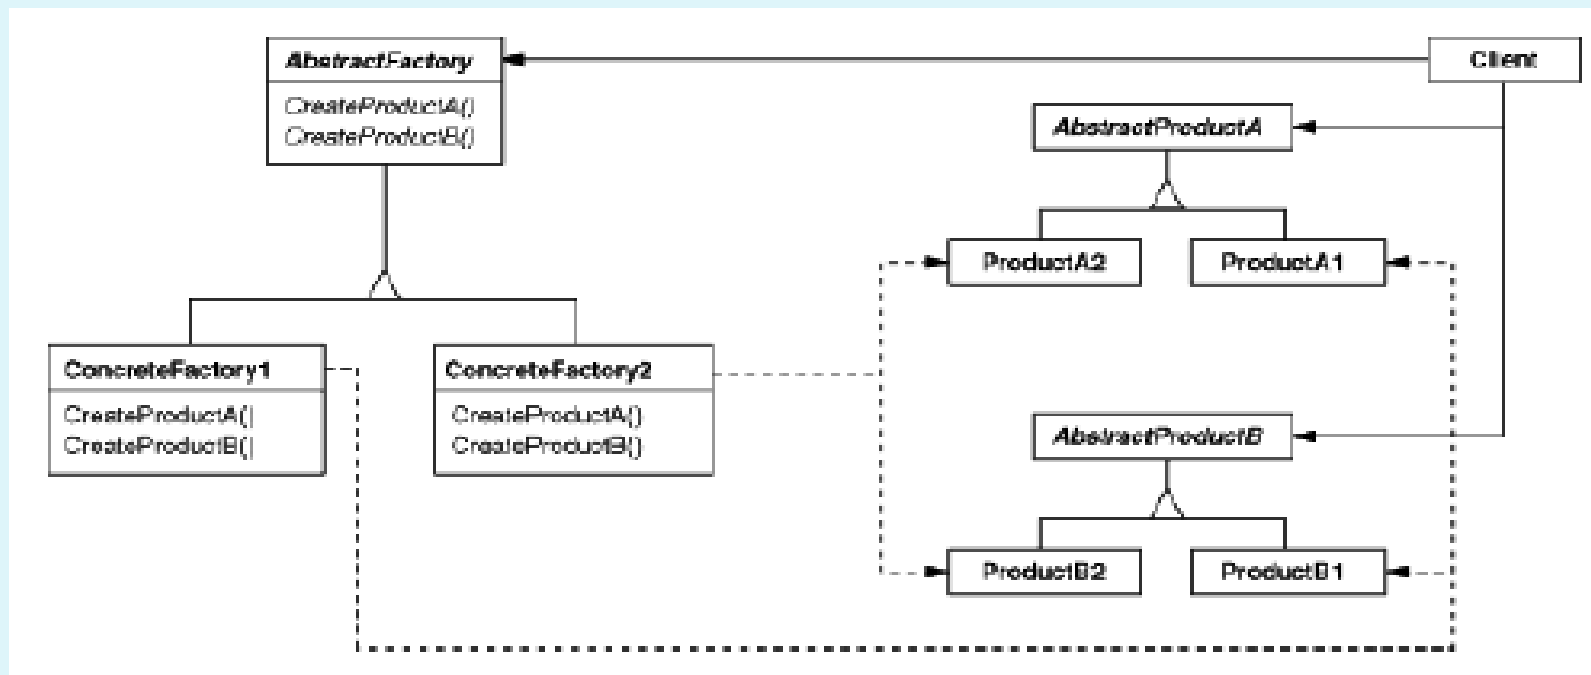 AbstractFactory
CreateProductA()
CreateProductB()
Client
AbstractProductA
ProductA2
ProductA1
ConcreteFactory1
CreateProductA()
CreateProductB()
ConcreteFactory2
CreateProductA()
CreateProductB()
AbstractProductB
ProductB2
ProductB1